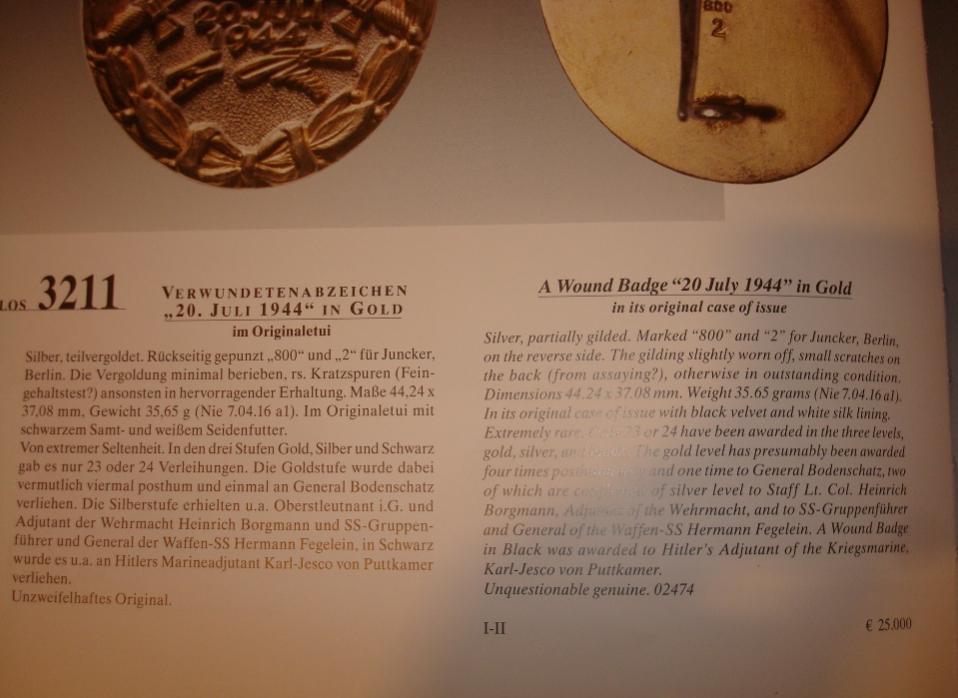 20 JULI
1944
800
2
LOS 3211
VERWUNDETENABZEICHEN
„20. JULI 1944“ IN GOLD
im Originaletui
Silber, teilvergoldet. Rückseitig gepunzt „800“ und „2“ für Juncker,
Berlin. Die Vergoldung minimal berieben, rs. Kratzspuren (Fein-
gehaltstest?) ansonsten in hervorragender Erhaltung. Maße 44,24 x
37,08 mm, Gewicht 35,65 g (Nie 7.04.16 a1). Im Originaletui mit
schwarzem Samt- und weißem Seidenfutter.
Von extremer Seltenheit. In den drei Stufen Gold, Silber und Schwarz
gab es nur 23 oder 24 Verleihungen. Die Goldstufe wurde dabei
vermutlich viermal posthum und einmal an General Bodenschatz
verliehen. Die Silberstufe erhielten u.a. Oberstleutnant i.G. und
Adjutant der Wehrmacht Heinrich Borgmann und SS-Gruppen-
führer und General der Waffen-SS Hermann Fegelein, in Schwarz
wurde es u.a. an Hitlers Marineadjutant Karl-Jesco von Puttkamer
verliehen.
Unzweifelhaftes Original.
A Wound Badge “20 July 1944” in Gold
in its original case of issue
Silver, partially gilded. Marked “800” and “2” for Juncker, Berlin,
on the reverse side. The gilding slightly worn off, small scratches on
the back (from assaying?), otherwise in outstanding condition.
Dimensions 44.24 x 37.08 mm. Weight 35.65 grams (Nie 7.04.16 a1).
In its original case of issue with black velvet and white silk lining.
Extremely rare. Only 23 or 24 have been awarded in the three levels,
gold, silver, and black. The gold level has presumably been awarded
four times posthumously and one time to General Bodenschatz, two
of which are of silver level to Staff Lt. Col. Heinrich
Borgmann, Adjutant of the Wehrmacht, and to SS-Gruppenführer
and General of the Waffen-SS Hermann Fegelein. A Wound Badge
in Black was awarded to Hitler's Adjutant of the Kriegsmarine,
Karl-Jesco von Puttkamer.
Unquestionable genuine. 02474
I-II
€ 25.000